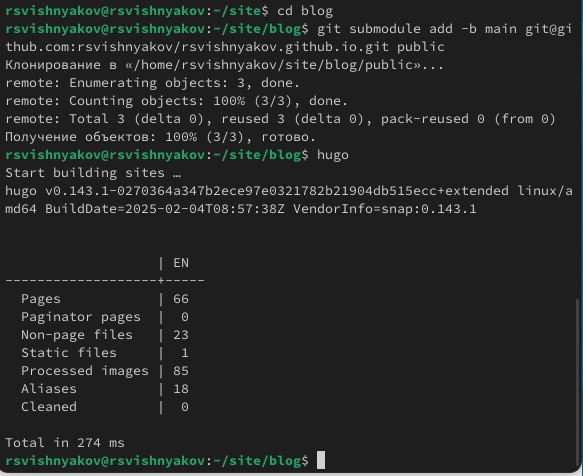 rsvishnyakov@rsvishnyakov:~/site$ cd blog
rsvishnyakov@rsvishnyakov:~/site/blog$ git submodule add -b main git@gi
thub.com:rsvishnyakov/rsvishnyakov.github.io.git public
Клонирование в «/home/rsvishnyakov/site/blog/public»...
remote: Enumerating objects: 3, done.
remote: Counting objects: 100% (3/3), done.
remote: Total 3 (delta 0), reused 3 (delta 0), pack-reused 0 (from 0)
Получение объектов: 100% (3/3), готово.
rsvishnyakov@rsvishnyakov:~/site/blog$ hugo
Start building sites …
hugo v0.143.1-0270364a347b2ece97e0321782b21904db515ecc+extended linux/a
md64 BuildDate=2025-02-04T08:57:38Z VendorInfo=snap:0.143.1
                   | EN
-------------------+-----
  Pages            | 66
  Paginator pages  |  0
  Non-page files   | 23
  Static files     |  1
  Processed images | 85
  Aliases          | 18
  Cleaned          |  0
Total in 274 ms
rsvishnyakov@rsvishnyakov:~/site/blog$